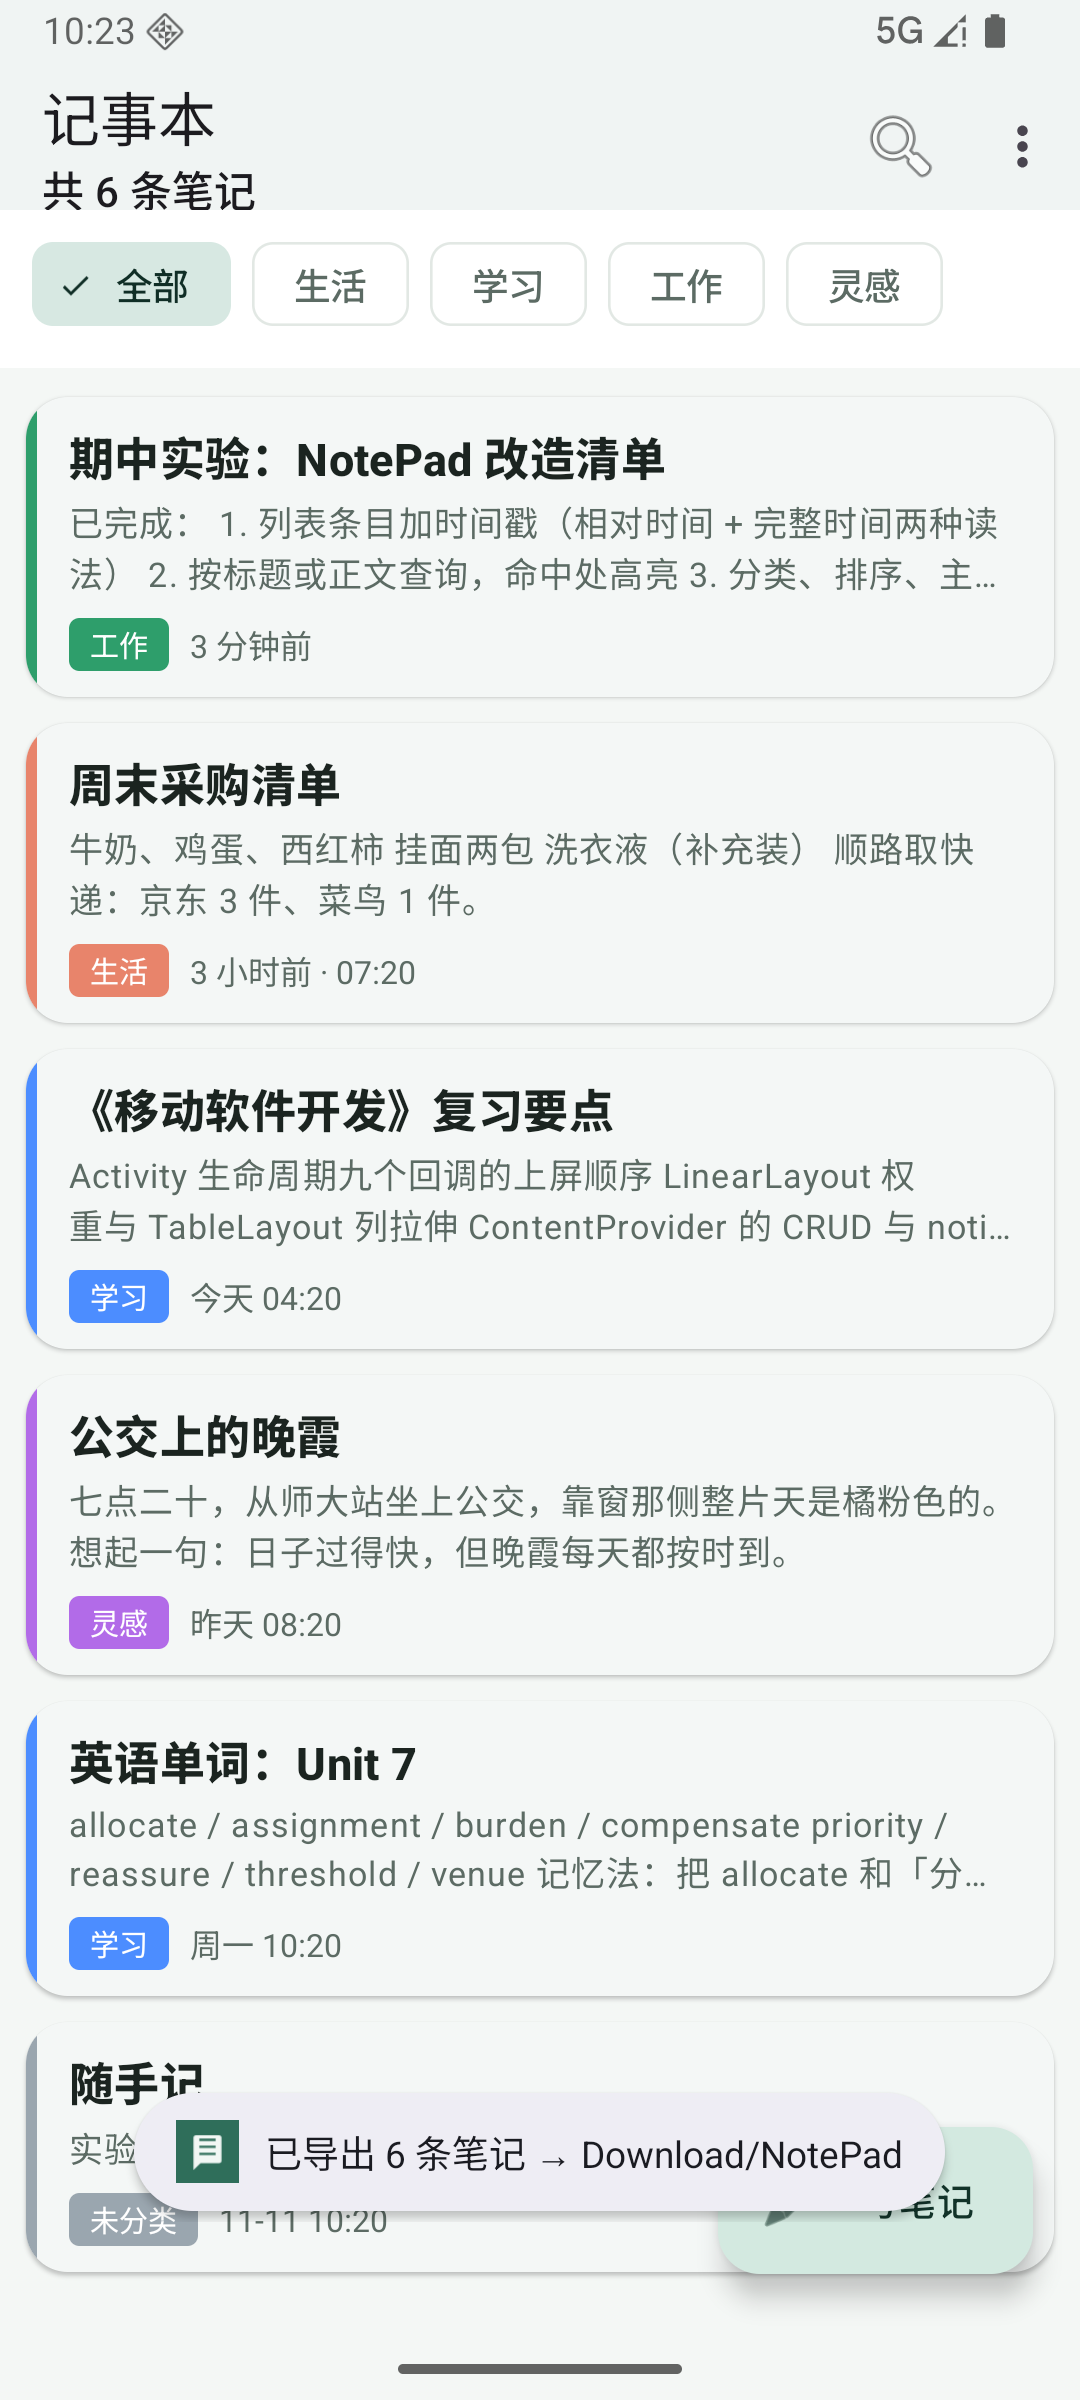 10:23
5G
记事本
共 6 条笔记
全部
生活
学习
工作
灵感
期中实验：NotePad 改造清单
已完成： 1. 列表条目加时间戳（相对时间 + 完整时间两种读
法） 2. 按标题或正文查询，命中处高亮 3. 分类、排序、主…
工作
3 分钟前
周末采购清单
牛奶、鸡蛋、西红柿 挂面两包 洗衣液（补充装） 顺路取快
递：京东 3 件、菜鸟 1 件。
生活
3 小时前 · 07:20
《移动软件开发》复习要点
Activity 生命周期九个回调的上屏顺序 LinearLayout 权
重与 TableLayout 列拉伸 ContentProvider 的 CRUD 与 noti…
学习
今天 04:20
公交上的晚霞
七点二十，从师大站坐上公交，靠窗那侧整片天是橘粉色的。
想起一句：日子过得快，但晚霞每天都按时到。
灵感
昨天 08:20
英语单词：Unit 7
allocate / assignment / burden / compensate priority /
reassure / threshold / venue 记忆法：把 allocate 和「分…
学习
周一 10:20
随手记
实验
已导出 6 条笔记 → Download/NotePad
未分类
11-11 10:20
笔记